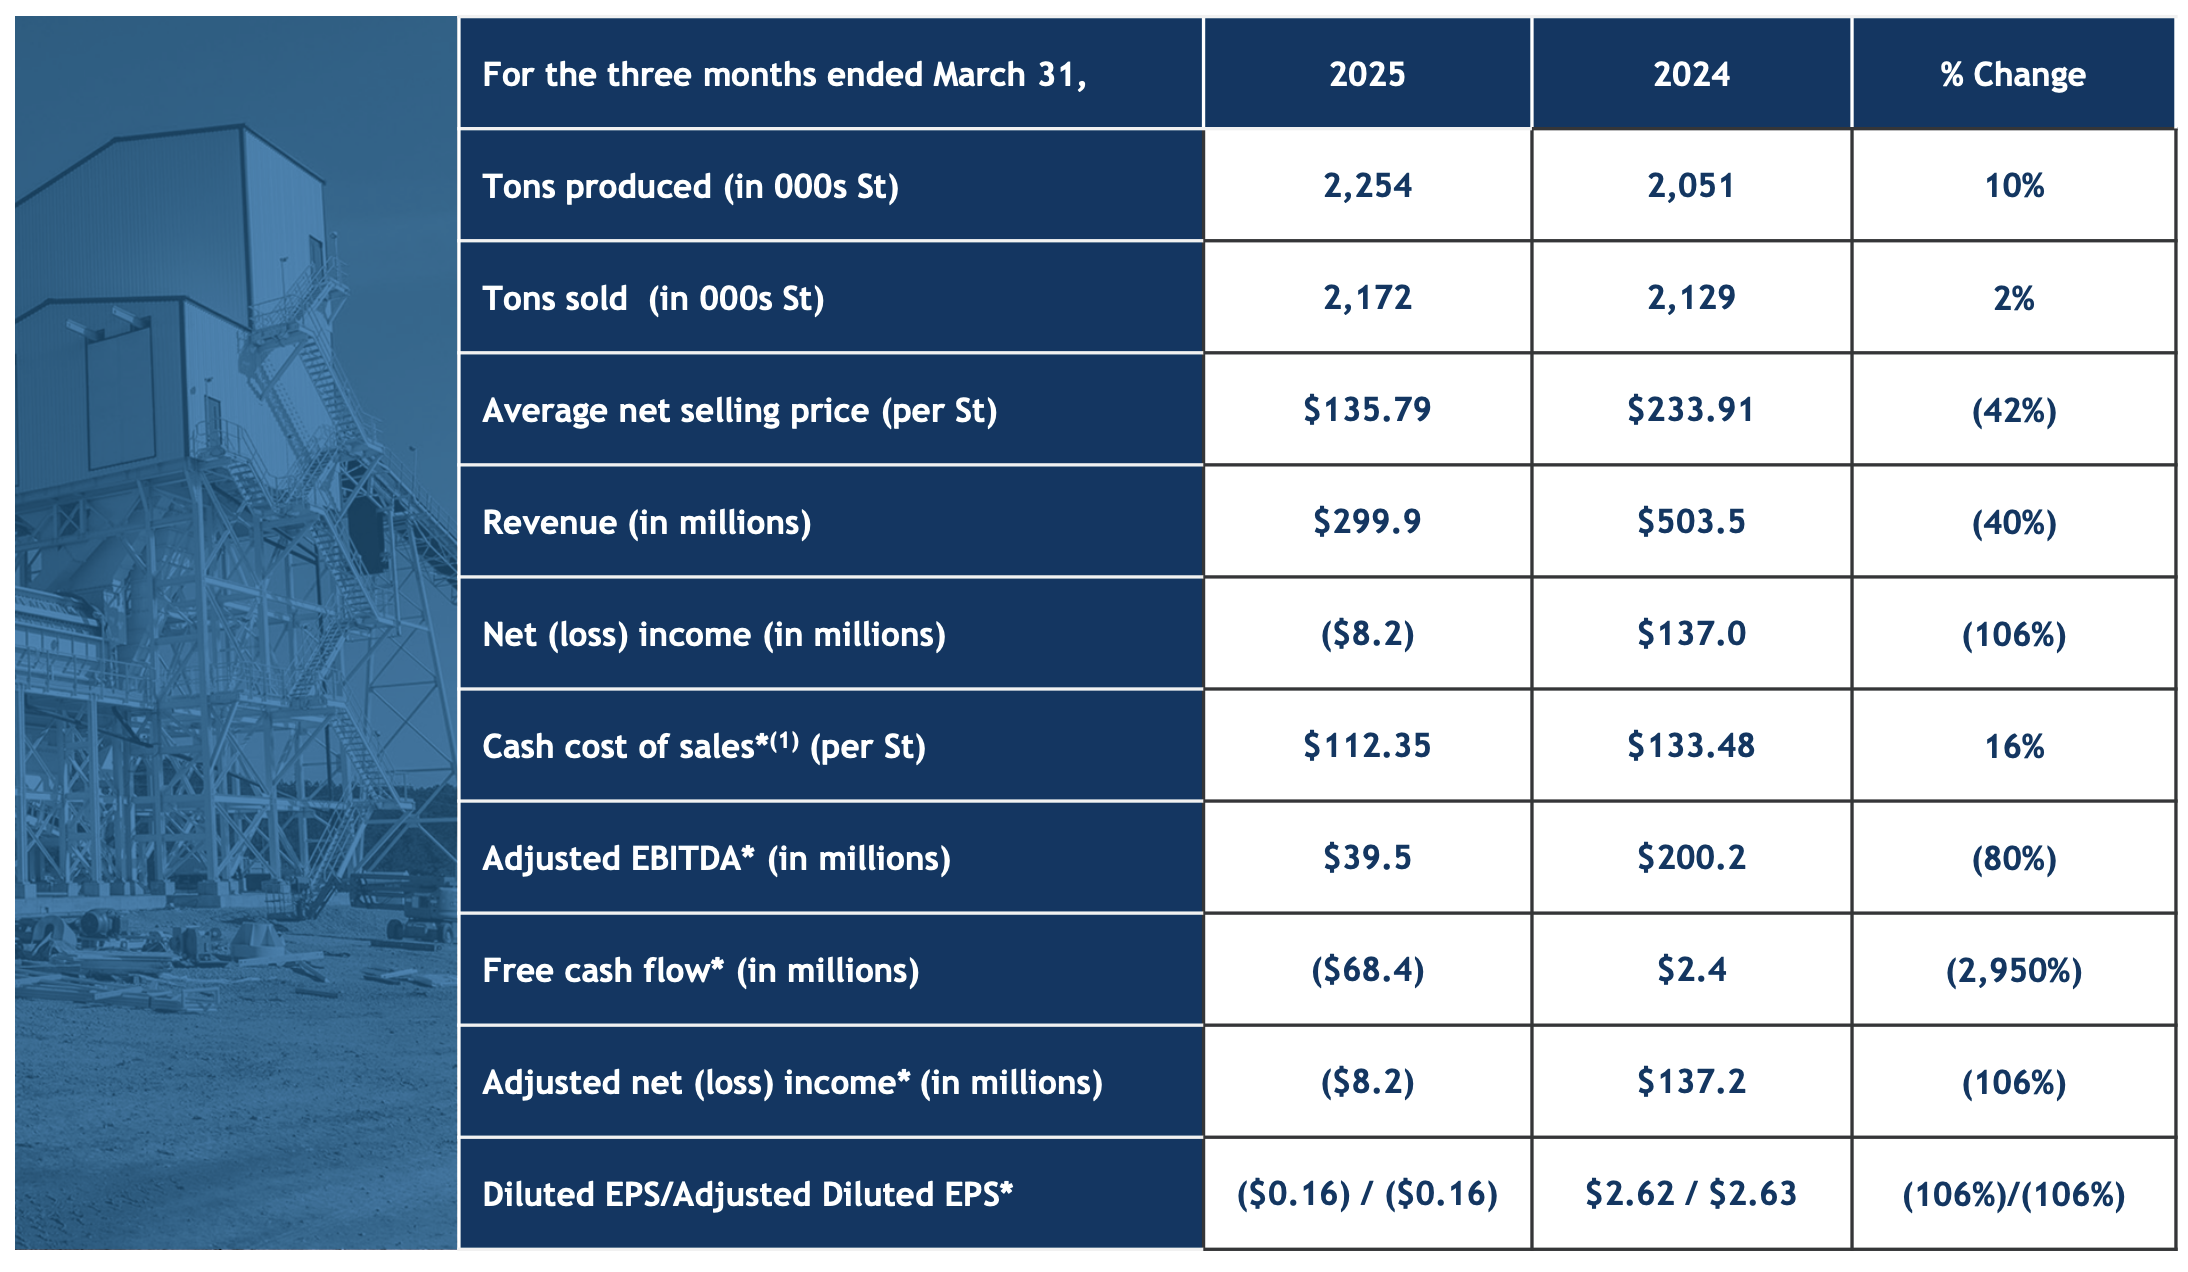 For the three months ended March 31, 2025 2024 % Change
Tons produced (in 000s St) 2,254 2,051 10%
Tons sold  (in 000s St) 2,172 2,129 2%
Average net selling price (per St) $135.79 $233.91 (42%)
Revenue (in millions) $299.9 $503.5 (40%)
Net (loss) income (in millions) ($8.2) $137.0 (106%)
Cash cost of sales*(1) (per St) $112.35 $133.48 16%
Adjusted EBITDA* (in millions) $39.5 $200.2 (80%)
Free cash flow* (in millions) ($68.4) $2.4 (2,950%)
Adjusted net (loss) income* (in millions) ($8.2) $137.2 (106%)
Diluted EPS/Adjusted Diluted EPS* ($0.16) / ($0.16) $2.62 / $2.63 (106%)/(106%)